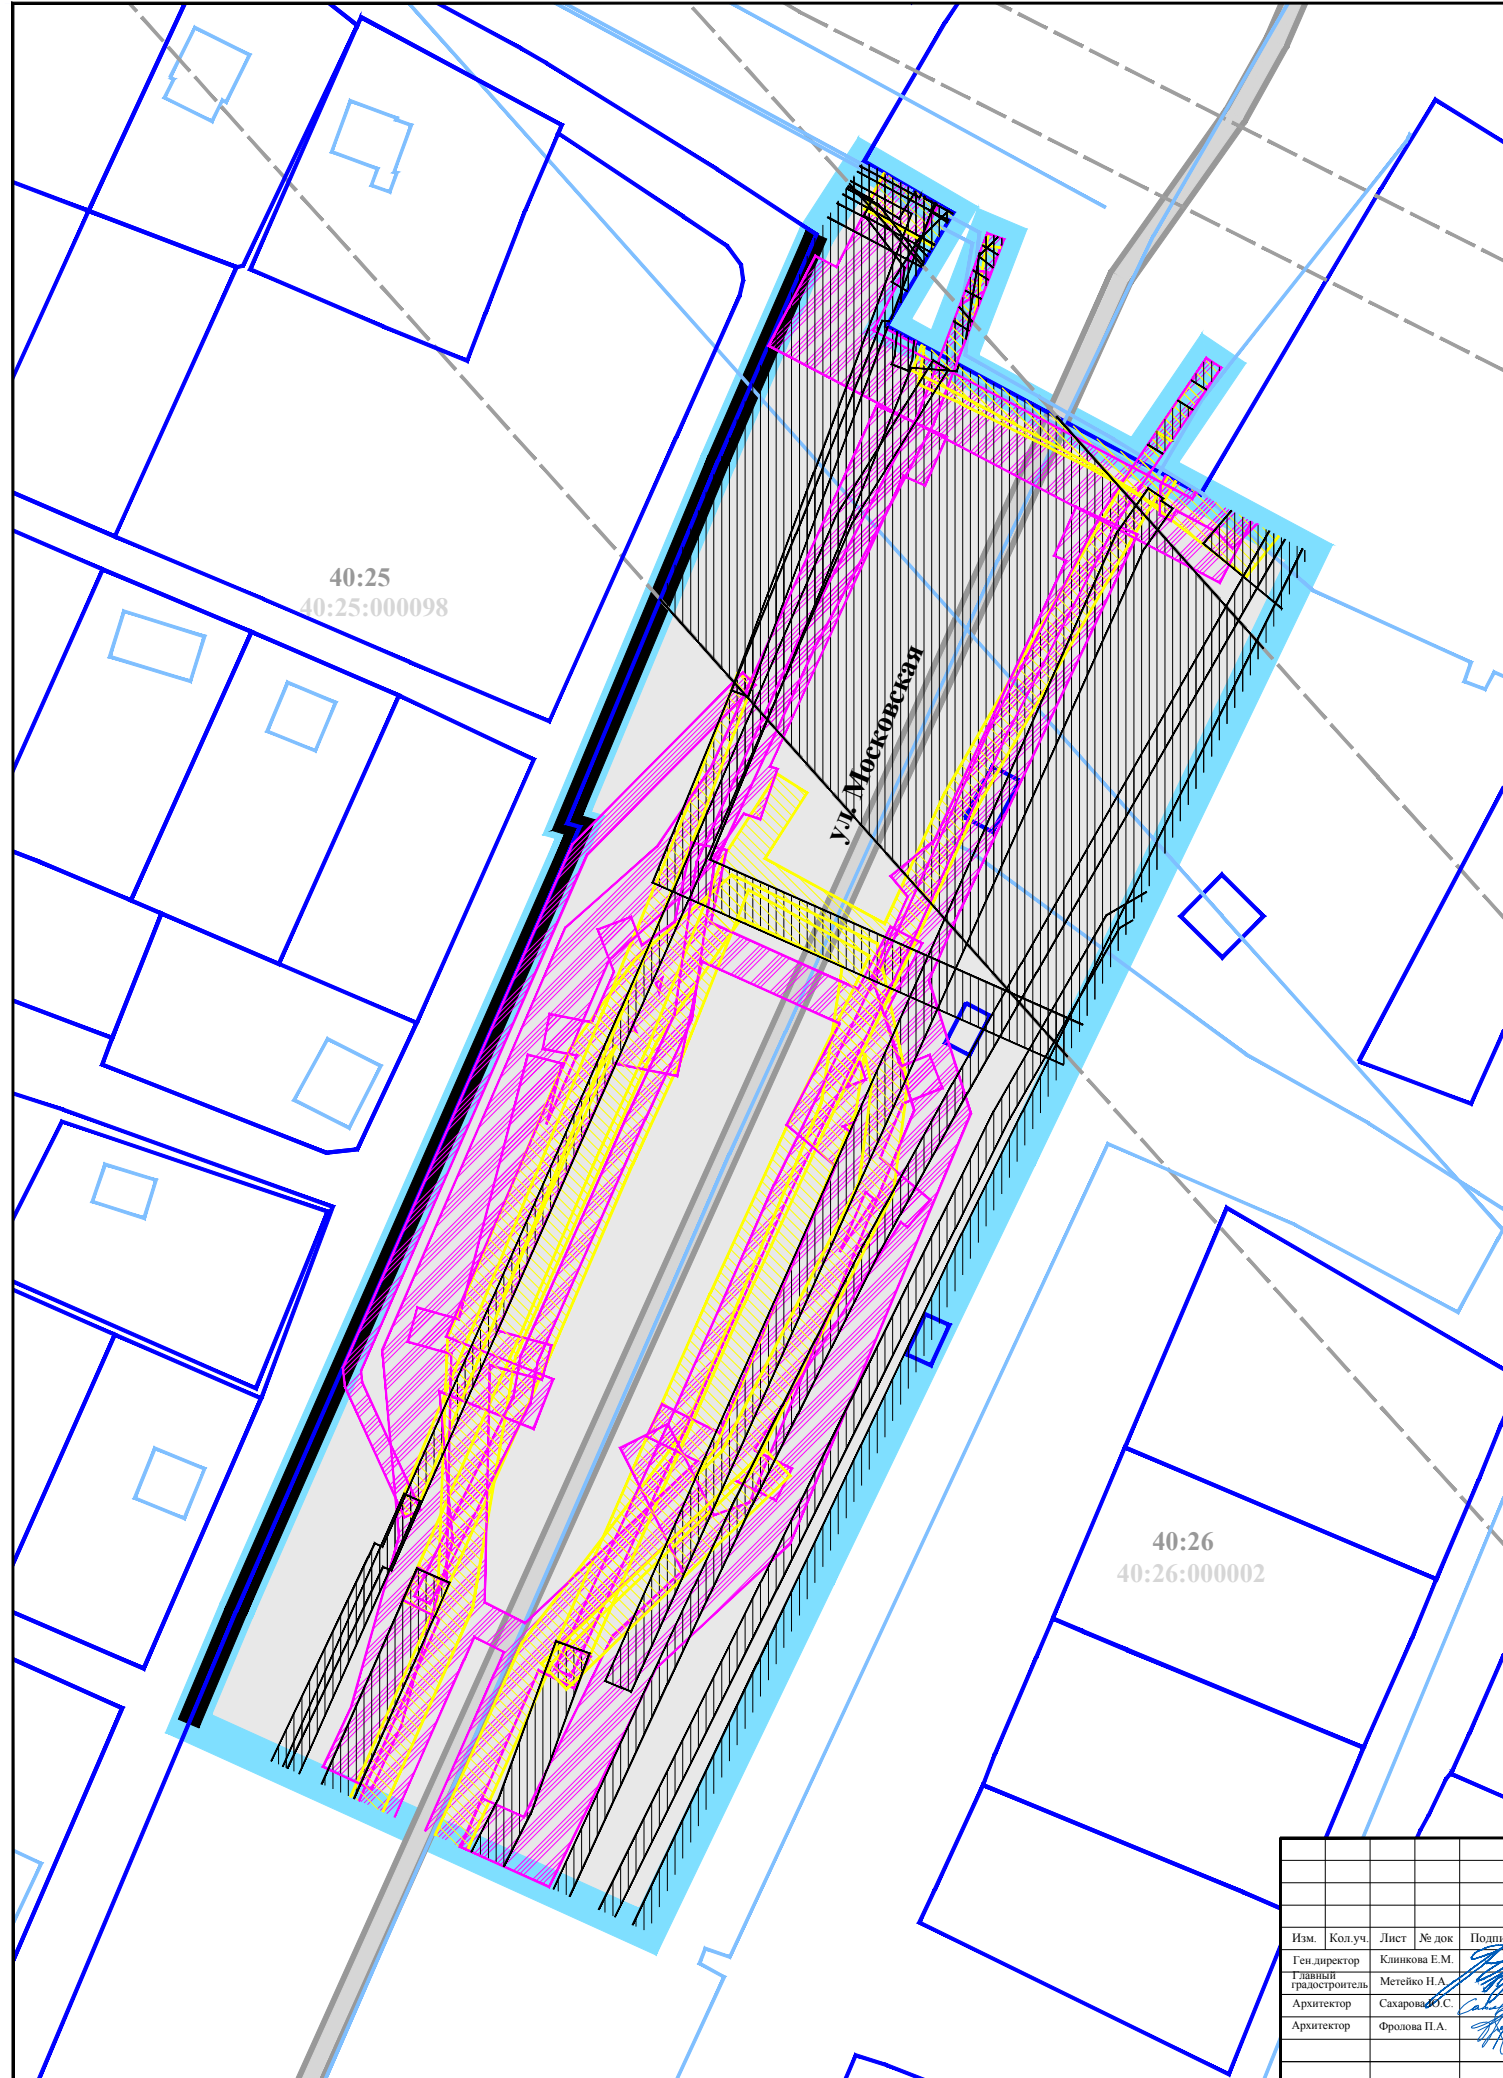 40:25
40:25:000098
ул. Московская
40:26
40:26:000002
Изм. Кол.уч. Лист № док
Ген.директор Клинкова Е.М.
Главный градостроитель Метейко Н.А.
Архитектор Сахарова Ю.С.
Архитектор Фролова П.А.